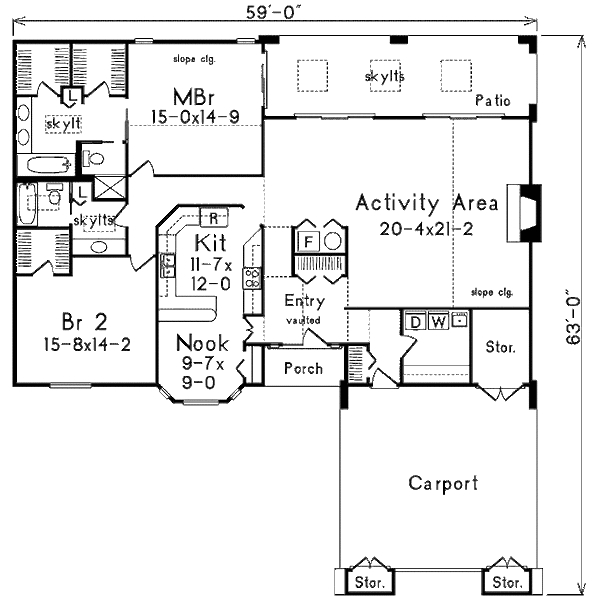 59'-0"
slope clg.
MBr
15-0x14-9
skylts
Patio
L
skylt
L
skylts
R
Kit
11-7x
12-0
Activity Area
20-4x21-2
F
slope clg.
Entry
vaulted
Br 2
15-8x14-2
Nook
9-7x
9-0
Porch
D W
Stor.
63'-0"
Carport
Stor.
Stor.